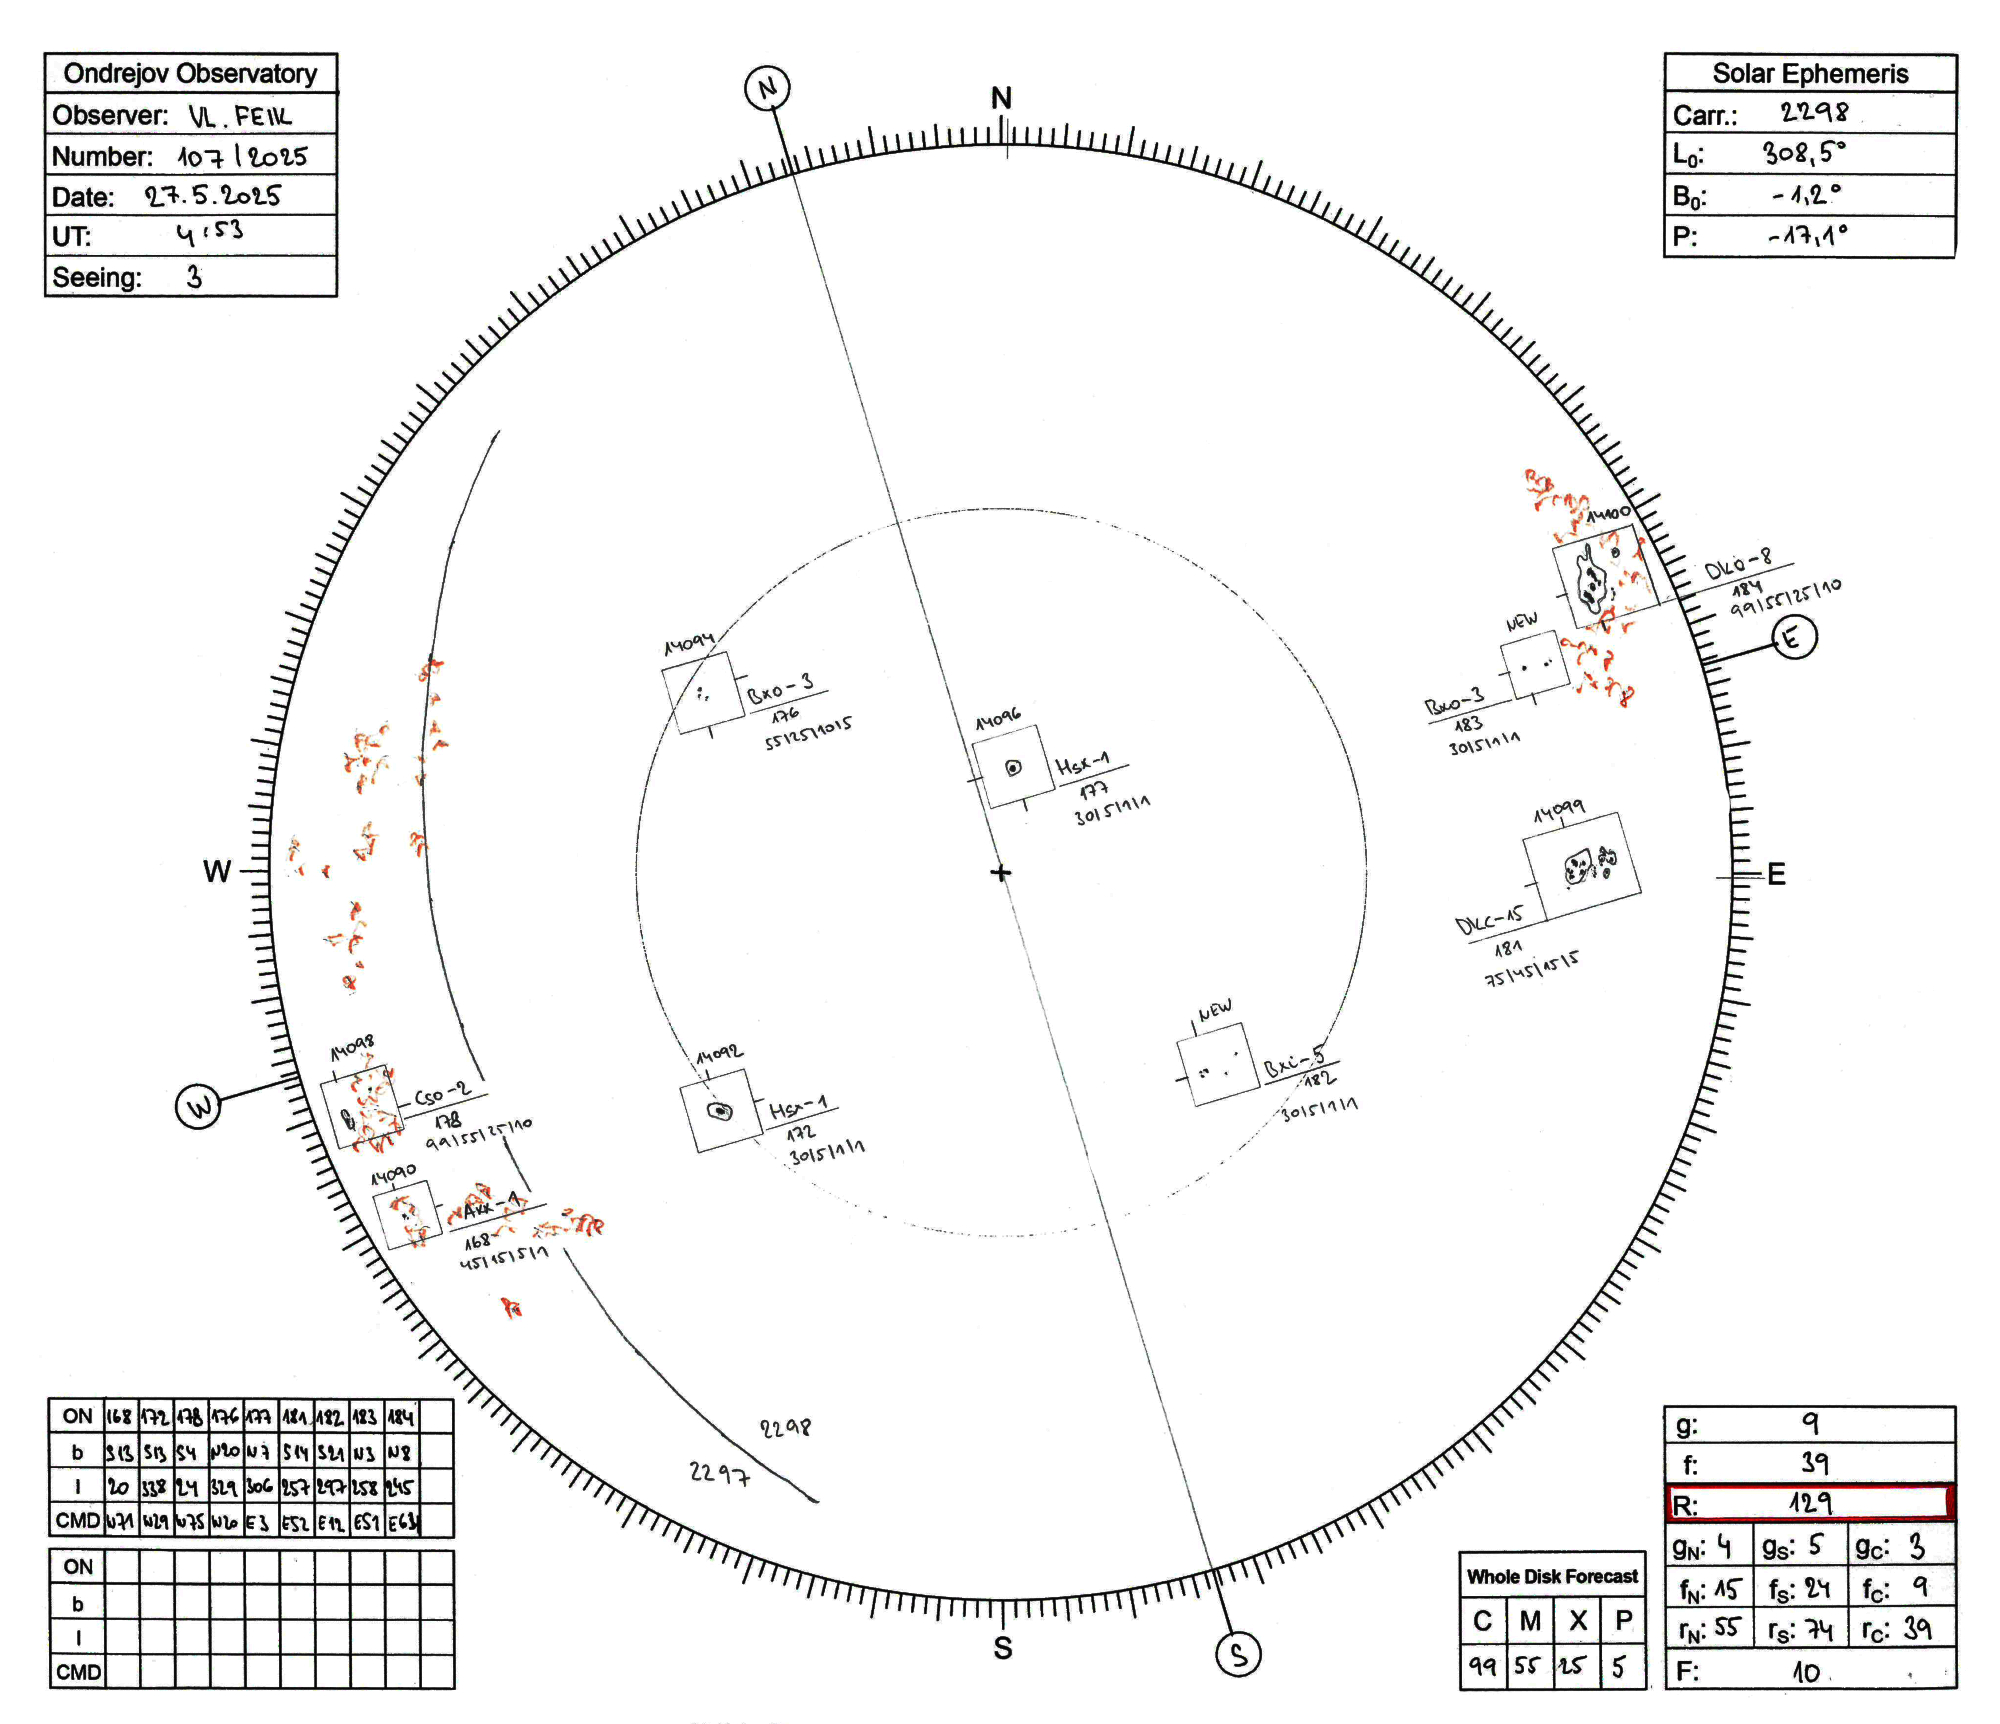 Ondrejov Observatory
Observer: VL. FEIK
Number: 107/2025
Date: 27.5.2025
UT: 4:53
Seeing: 3
Solar Ephemeris
Carr.: 2298
L0: 308,5°
B0: -1,2°
P: -17,1°
N
N
14100
Dko-8
184
99/55/25/10
E
NEW
Bxo-3
183
30/5/1/1
14094
Bxo-3
176
55/25/10/5
14096
Hsx-1
177
30/5/1/1
14099
Dkc-15
181
75/45/15/5
W
E
NEW
Bxi-5
182
30/5/1/1
14092
Hsx-1
172
30/5/1/1
14098
Cso-2
178
99/55/25/10
W
14090
Axx-1
168
45/15/5/1
2298
2297
S
S
ON 168 172 178 176 177 181 182 183 184
b S13 S13 S4 N20 N7 S14 S21 N3 N8
l 20 338 24 329 306 257 297 258 245
CMD W71 W29 W75 W20 E3 E52 E12 E51 E63
ON
b
l
CMD
Whole Disk Forecast
C M X P
99 55 25 5
g: 9
f: 39
R: 129
gN: 4 gS: 5 gC: 3
fN: 15 fS: 24 fC: 9
rN: 55 rS: 74 rC: 39
F: 10